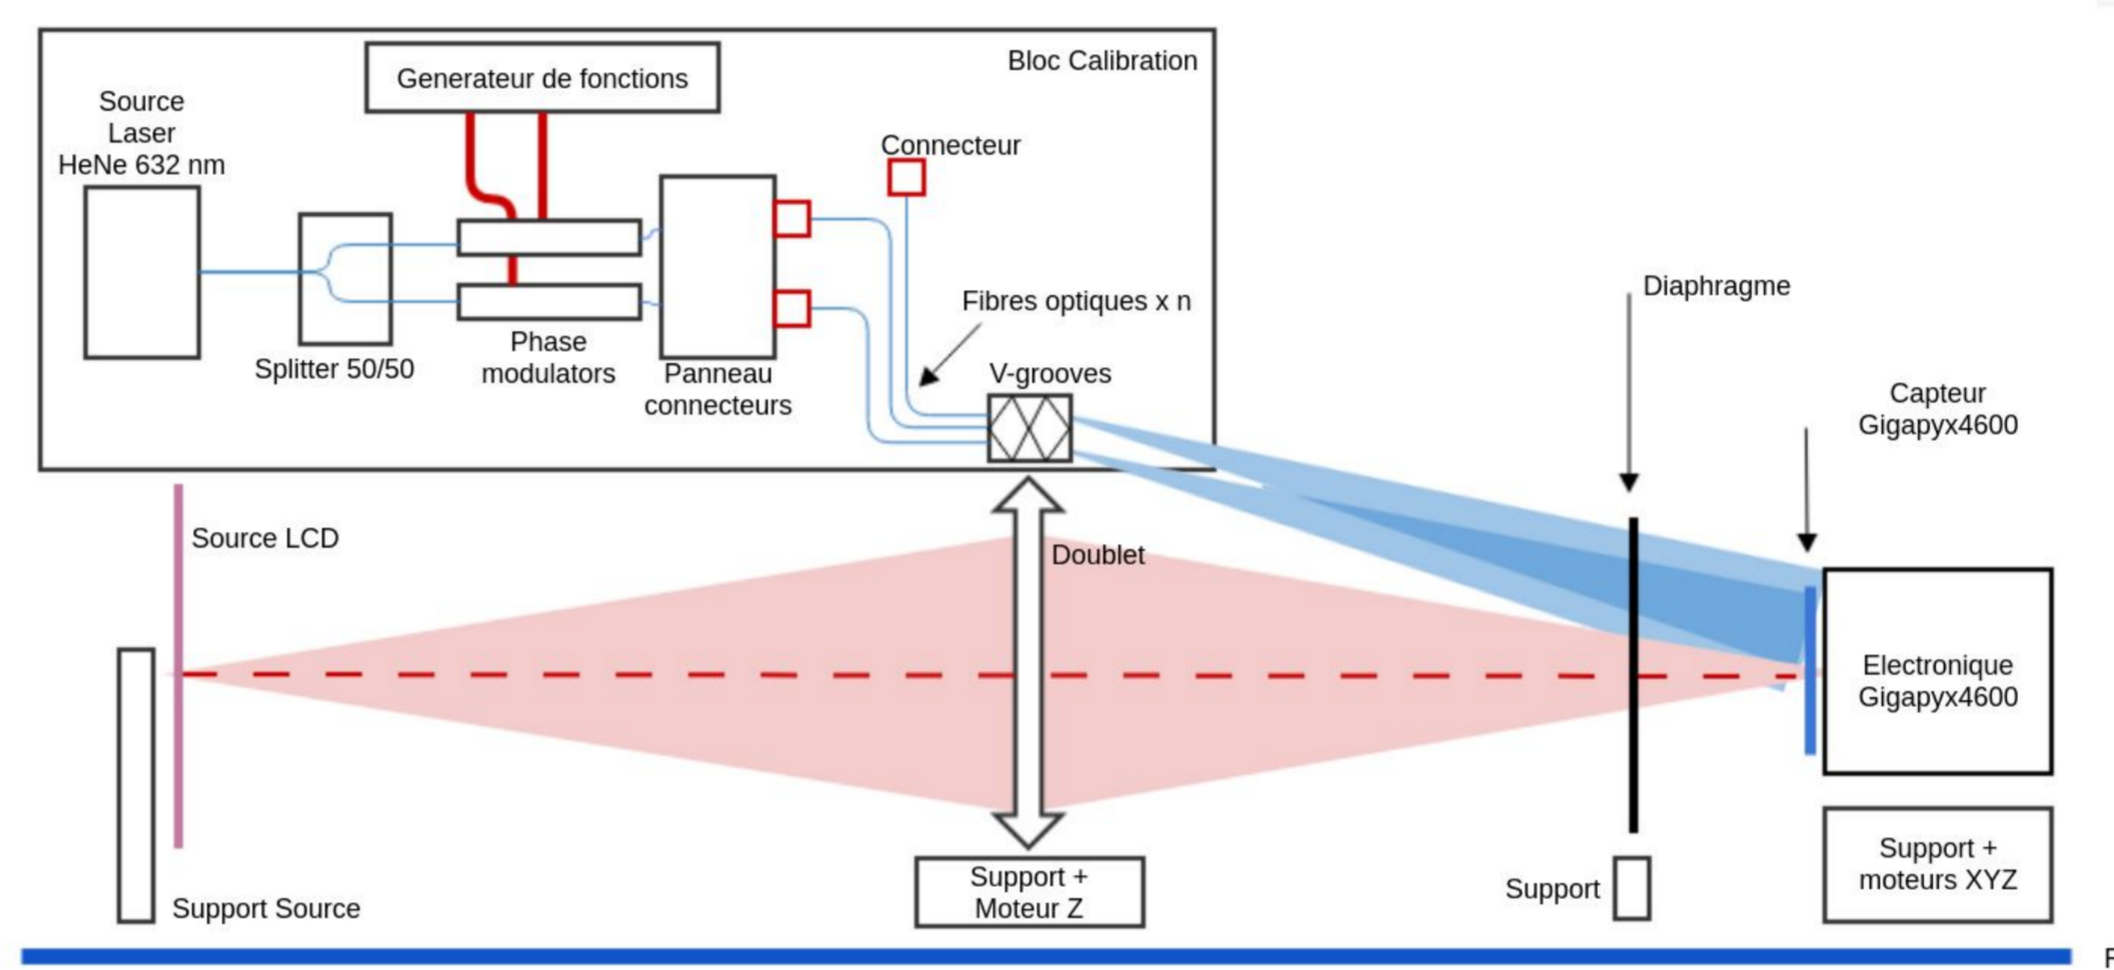 Bloc Calibration
Generateur de fonctions
Source
Laser
HeNe 632 nm
Connecteur
Fibres optiques x n
Splitter 50/50
Phase
modulators
Panneau
connecteurs
V-grooves
Diaphragme
Capteur
Gigapyx4600
Source LCD
Doublet
Electronique
Gigapyx4600
Support Source
Support +
Moteur Z
Support
Support +
moteurs XYZ